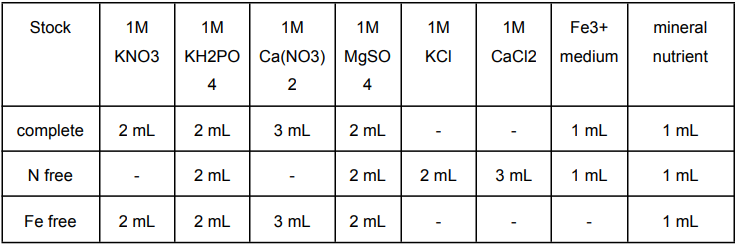 Stock 1M KNO3 1M KH2PO 4 1M Ca(NO3) 2 1M MgSO 4 1M KCl 1M CaCl2 Fe3+ medium mineral nutrient
complete 2 mL 2 mL 3 mL 2 mL - - 1 mL 1 mL
N free - 2 mL - 2 mL 2 mL 3 mL 1 mL 1 mL
Fe free 2 mL 2 mL 3 mL 2 mL - - - 1 mL